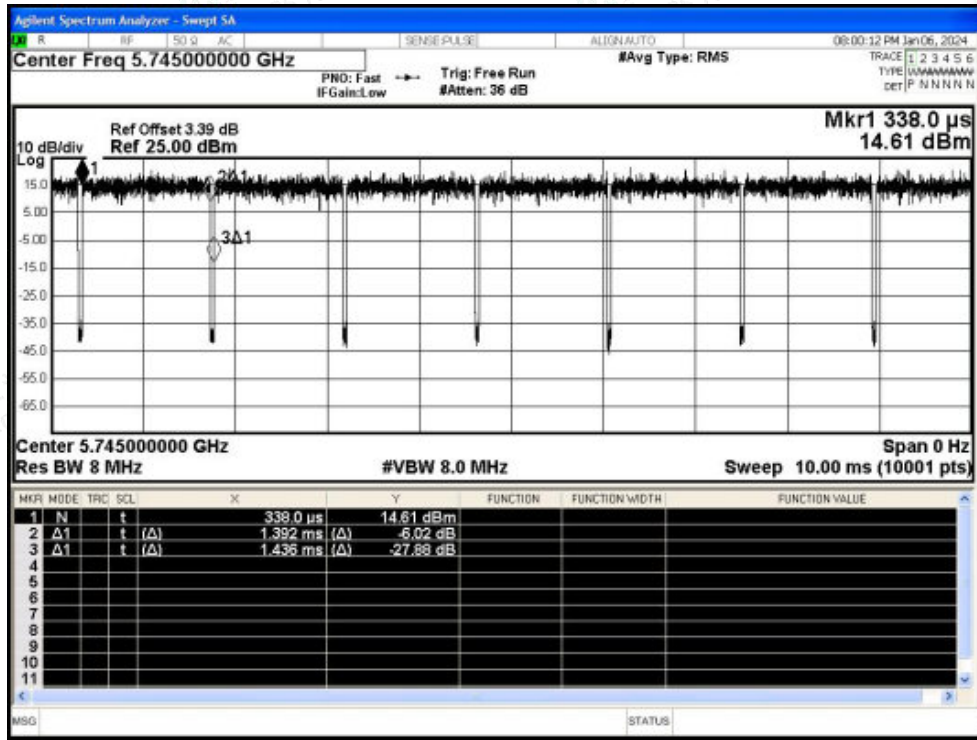 Agilent Spectrum Analyzer - Swept SA
R RF 50 Ω AC SENSE:PULSE ALIGN AUTO 08:00:12 PM Jan 06, 2024
Center Freq 5.745000000 GHz #Avg Type: RMS TRACE 1 2 3 4 5 6
PNO: Fast Trig: Free Run TYPE
IFGain:Low #Atten: 36 dB DET P N N N N N
Mkr1 338.0 µs
Ref Offset 3.39 dB
10 dB/div Ref 25.00 dBm 14.61 dBm
Log
1
2Δ1
15.0
5.00
3Δ1
-5.00
-15.0
-25.0
-35.0
-45.0
-55.0
-65.0
Center 5.745000000 GHz Span 0 Hz
Res BW 8 MHz #VBW 8.0 MHz Sweep 10.00 ms (10001 pts)
MKR MODE TRC SCL X Y FUNCTION FUNCTION WIDTH FUNCTION VALUE
1 N t 338.0 µs 14.61 dBm
2 Δ1 t (Δ) 1.392 ms (Δ) -6.02 dB
3 Δ1 t (Δ) 1.436 ms (Δ) -27.88 dB
4
5
6
7
8
9
10
11
MSG STATUS